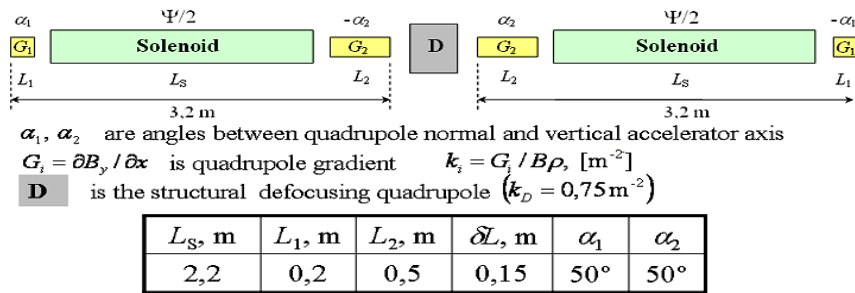 α₁ Ψ/2 -α₂ α₂ Ψ/2 -α₁
G₁ Solenoid G₂ D G₂ Solenoid G₁
L₁ Lₛ L₂ L₂ Lₛ L₁
3,2 m 3,2 m
α₁, α₂ are angles between quadrupole normal and vertical accelerator axis
Gᵢ = ∂Bᵧ / ∂x is quadrupole gradient kᵢ = Gᵢ / Bρ, [m⁻²]
D is the structural defocusing quadrupole (k_D = 0,75 m⁻²)
Lₛ, m L₁, m L₂, m δL, m α₁ α₂
2,2 0,2 0,5 0,15 50° 50°